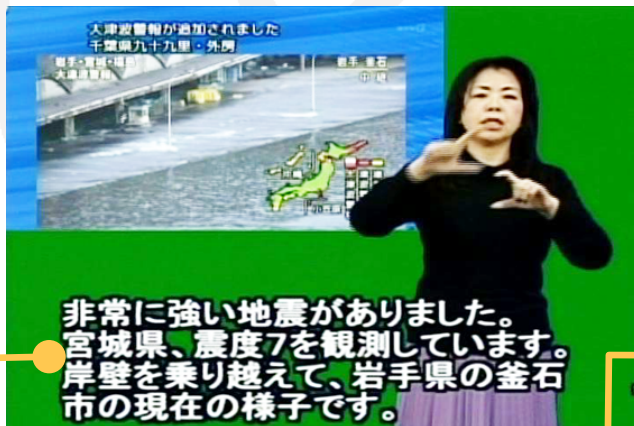 大津波警報が追加されました
千葉県九十九里・外房
岩手・宮城・福島
大津波警報
岩手 釜石
中 継
非常に強い地震がありました。
宮城県、震度7を観測しています。
岸壁を乗り越えて、岩手県の釜石
市の現在の様子です。